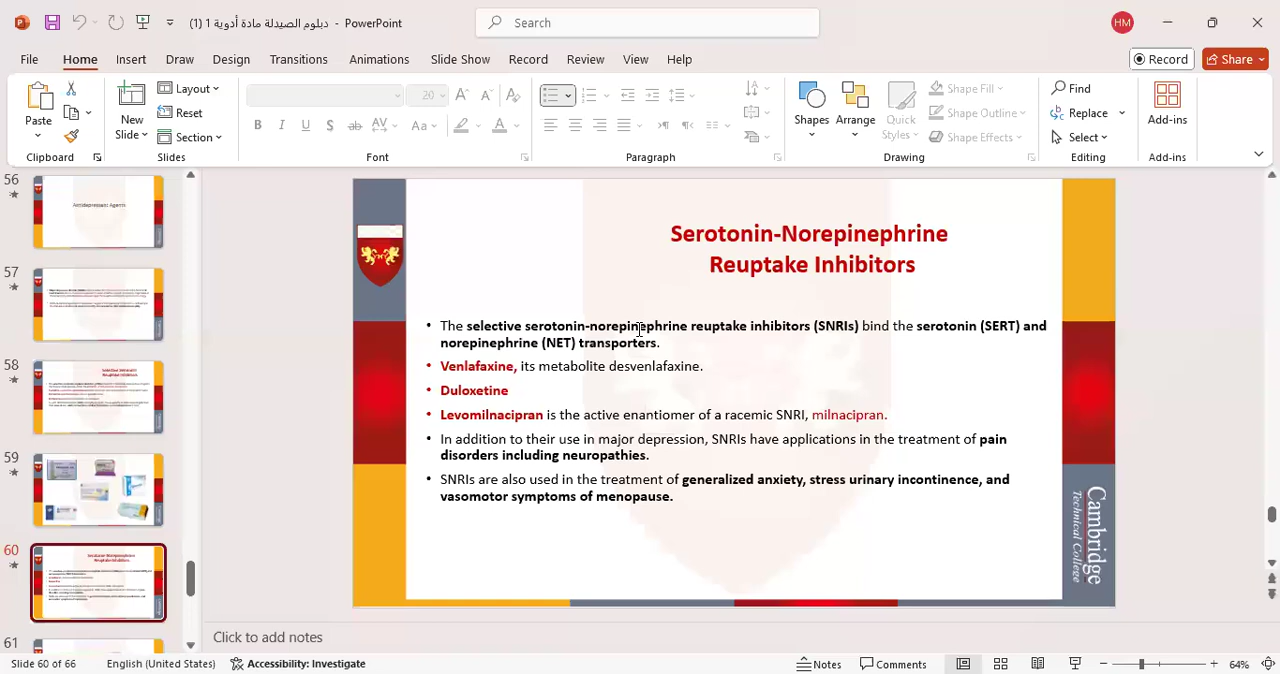 دبلوم الصيدلة مادة أدوية 1 (1) - PowerPoint
Search
HM
File Home Insert Draw Design Transitions Animations Slide Show Record Review View Help
Record Share
Paste
Clipboard
New Slide
Layout
Reset
Section
Slides
20
Font
Paragraph
Shapes Arrange Quick Styles
Shape Fill
Shape Outline
Shape Effects
Drawing
Find
Replace
Select
Editing
Add-ins
Add-ins
56
Antidepressant Agents
57
58
59
60
61
Serotonin-Norepinephrine
Reuptake Inhibitors
• The selective serotonin-norepinephrine reuptake inhibitors (SNRIs) bind the serotonin (SERT) and
norepinephrine (NET) transporters.
• Venlafaxine, its metabolite desvenlafaxine.
• Duloxetine
• Levomilnacipran is the active enantiomer of a racemic SNRI, milnacipran.
• In addition to their use in major depression, SNRIs have applications in the treatment of pain
disorders including neuropathies.
• SNRIs are also used in the treatment of generalized anxiety, stress urinary incontinence, and
vasomotor symptoms of menopause.
Cambridge
Technical College
Click to add notes
Slide 60 of 66 English (United States) Accessibility: Investigate Notes Comments 64%